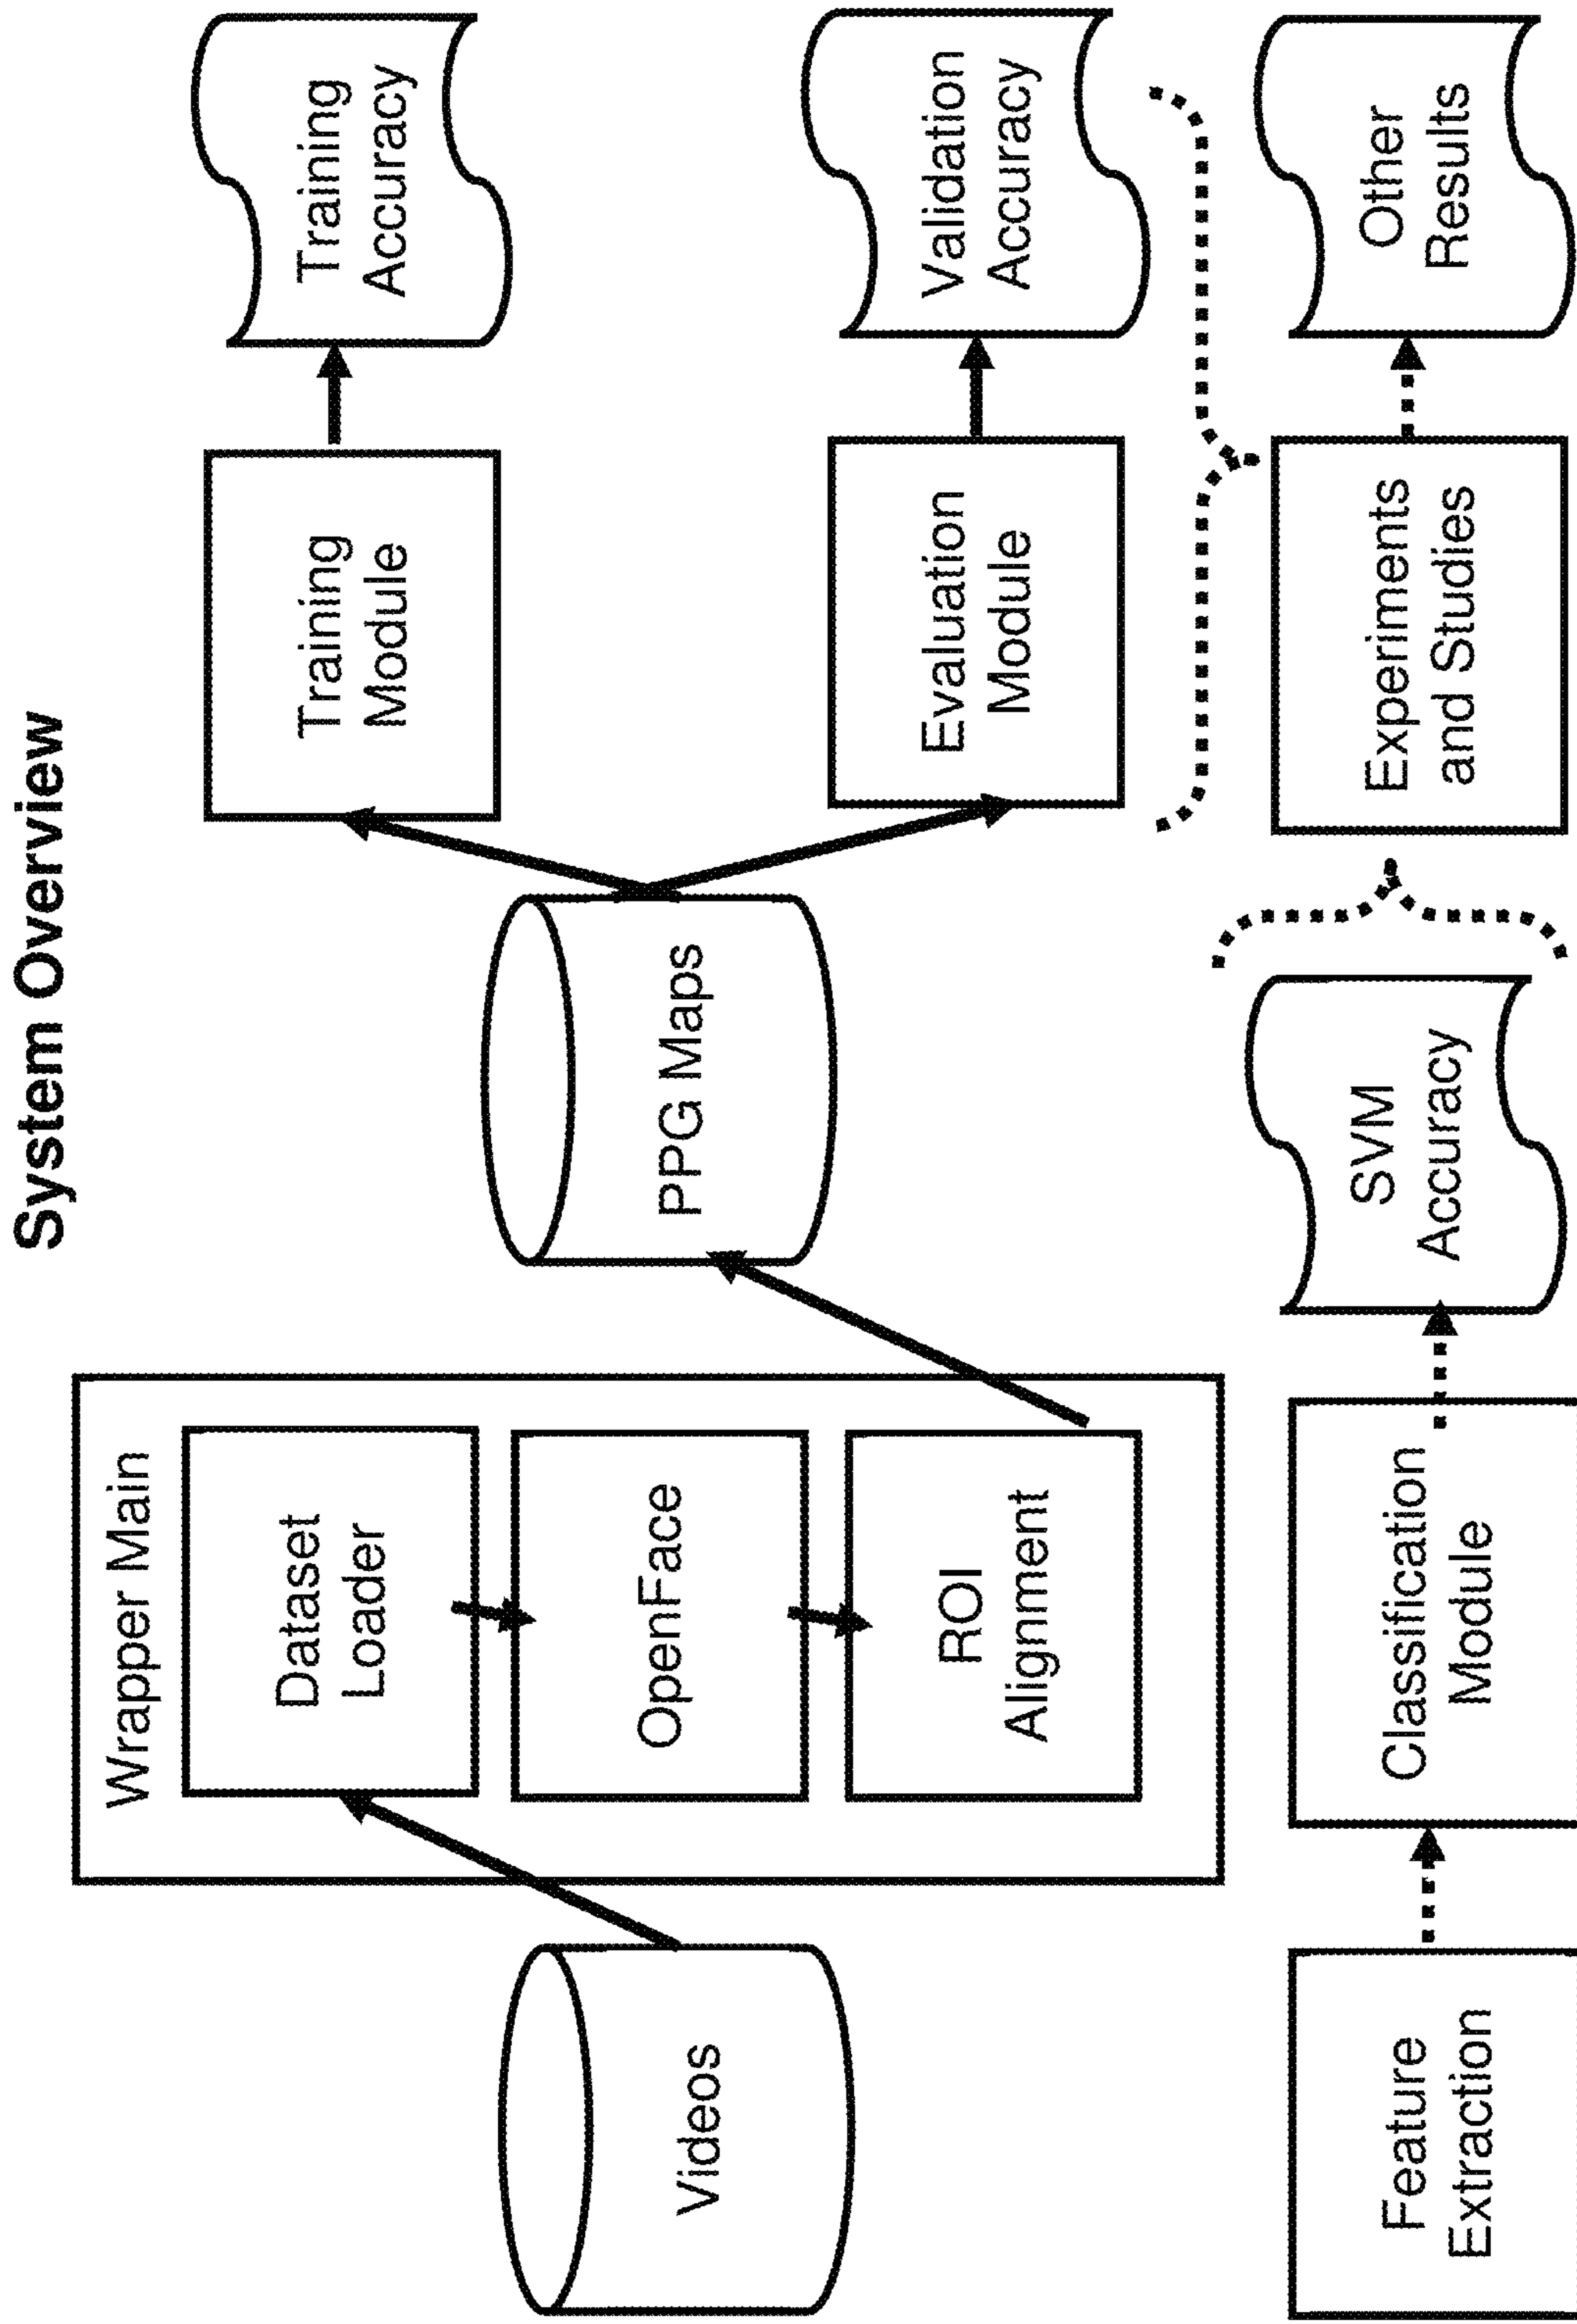 System Overview
Wrapper Main
Videos
Dataset
Loader
OpenFace
ROI
Alignment
PPG Maps
Training
Module
Training
Accuracy
Evaluation
Module
Validation
Accuracy
Feature
Extraction
Classification
Module
SVM
Accuracy
Experiments
and Studies
Other
Results